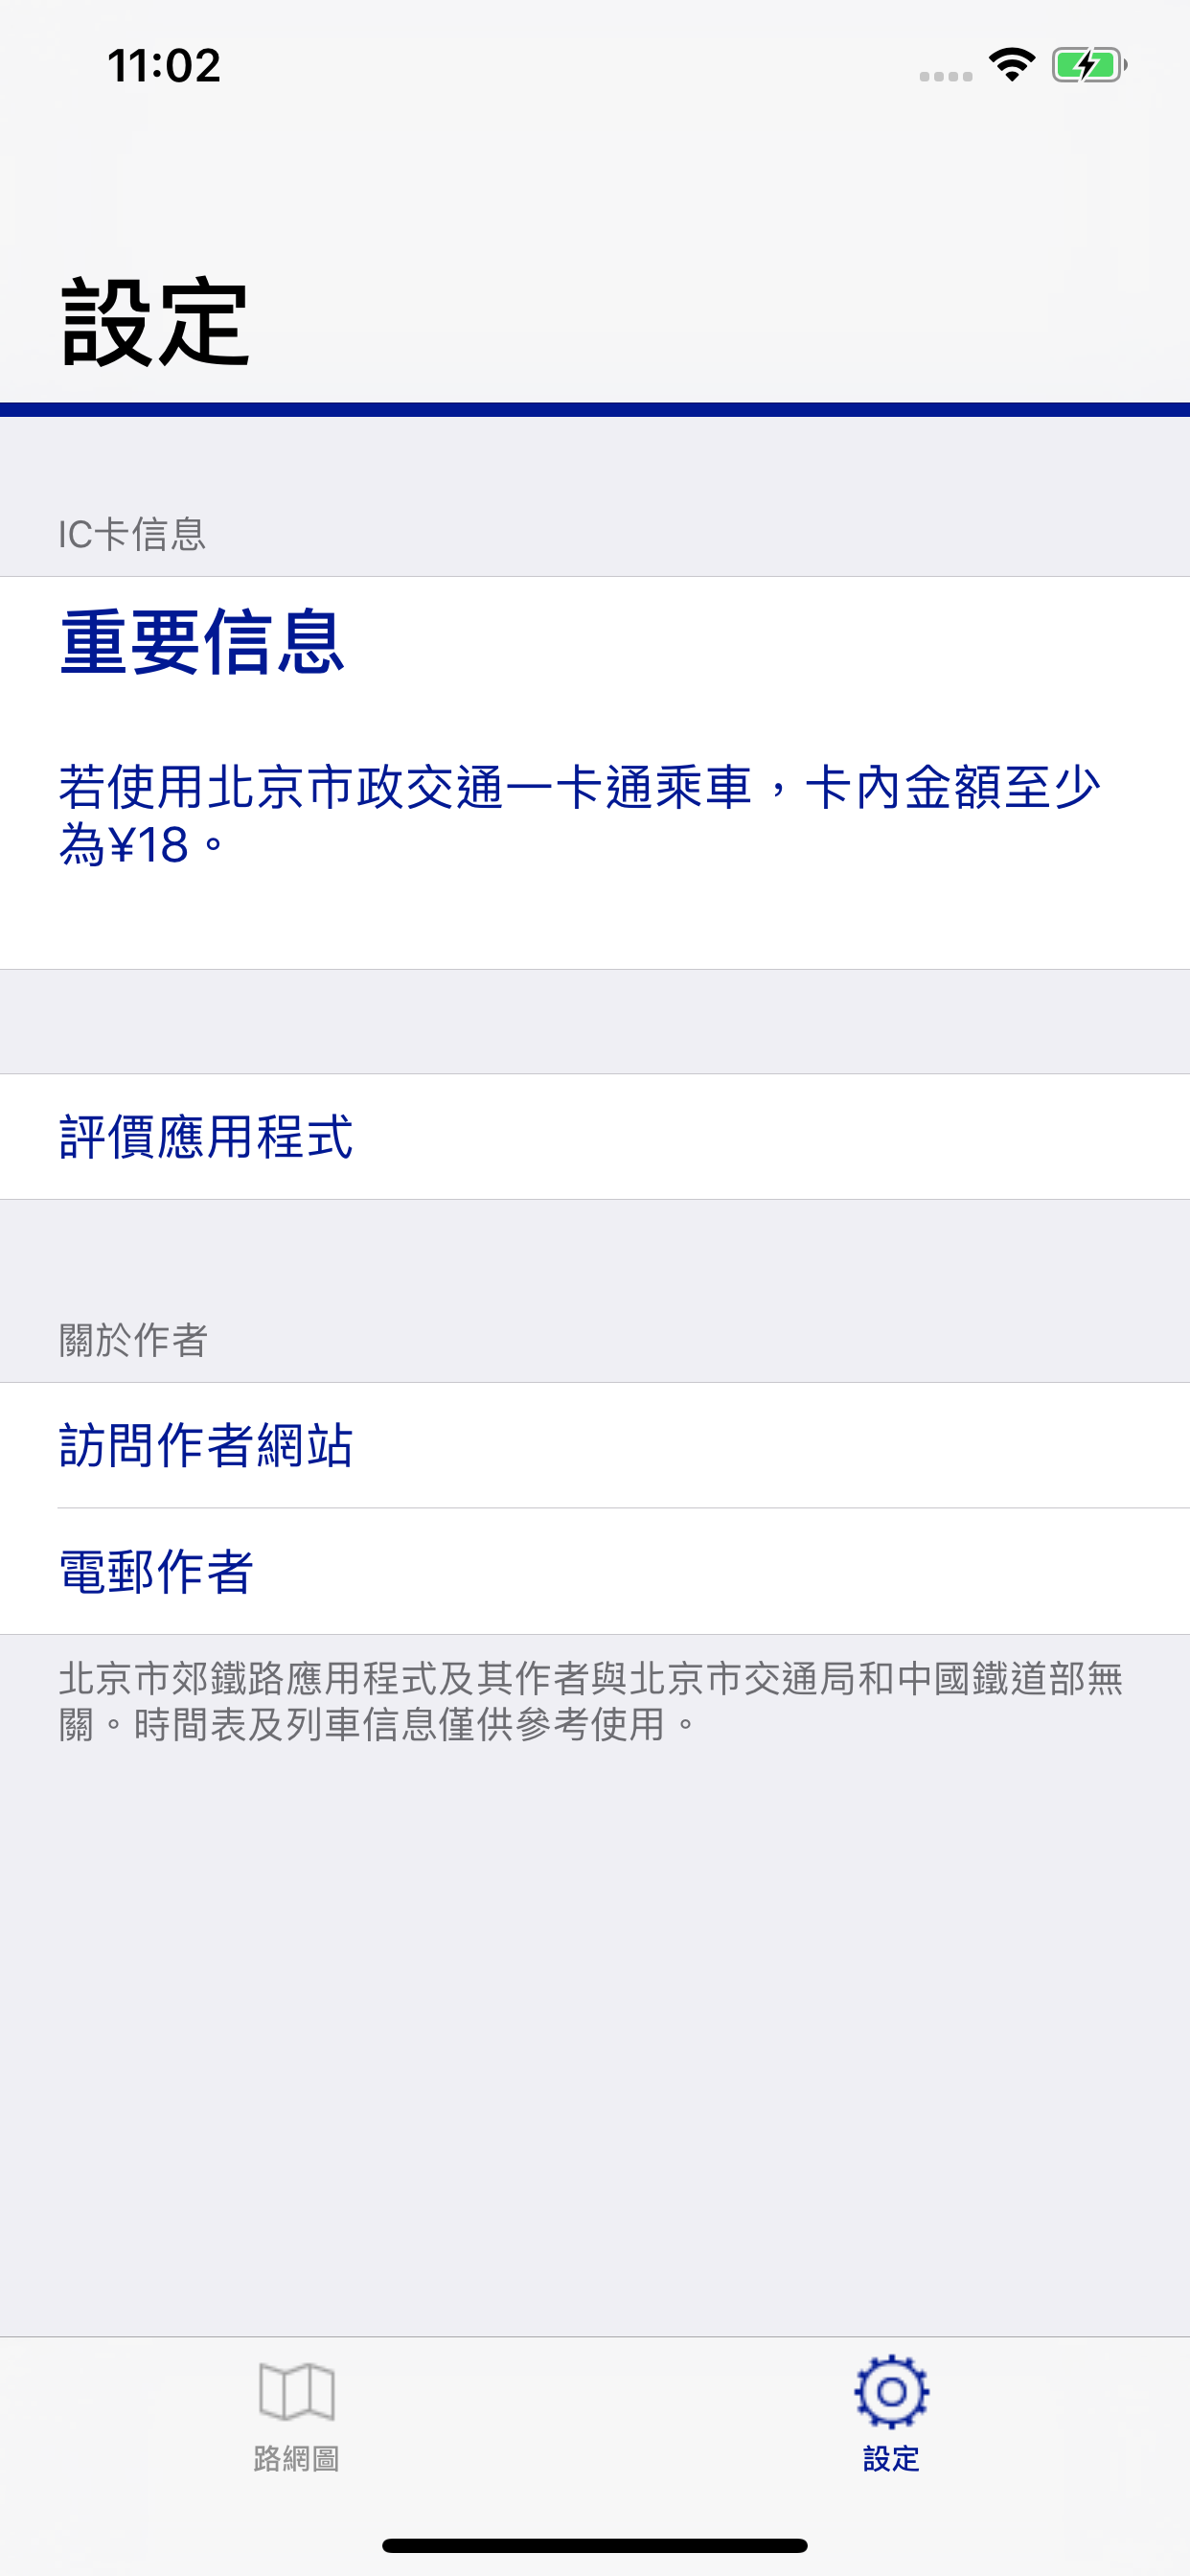 11:02
設定
IC卡信息
重要信息
若使用北京市政交通一卡通乘車，卡內金額至少
為¥18。
評價應用程式
關於作者
訪問作者網站
電郵作者
北京市郊鐵路應用程式及其作者與北京市交通局和中國鐵道部無
關。時間表及列車信息僅供參考使用。
路網圖
設定